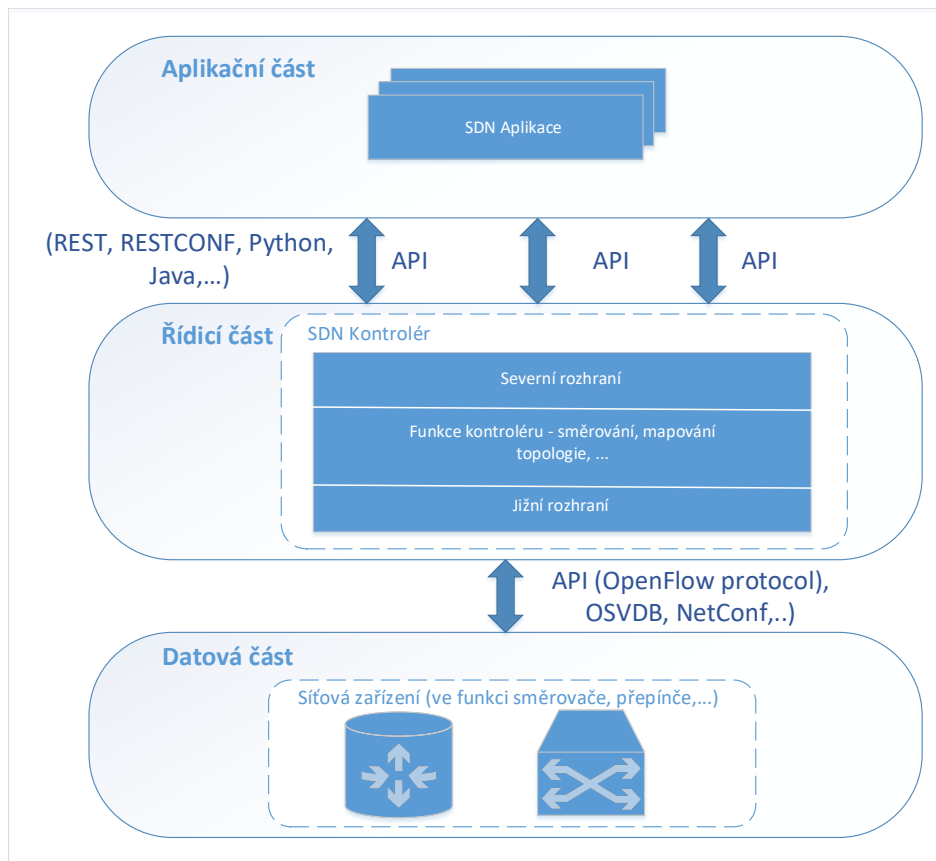 Aplikační část
SDN Aplikace
(REST, RESTCONF, Python,
Java,...)
API
API
API
Řídicí část
SDN Kontrolér
Severní rozhraní
Funkce kontroléru - směrování, mapování
topologie, ...
Jižní rozhraní
API (OpenFlow protocol),
OSVDB, NetConf,..)
Datová část
Síťová zařízení (ve funkci směrovače, přepínče,...)